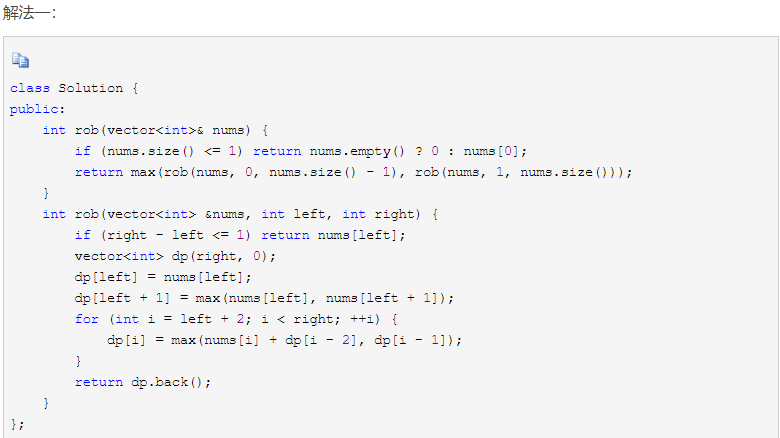 解法一：
class Solution {
public:
    int rob(vector<int>& nums) {
        if (nums.size() <= 1) return nums.empty() ? 0 : nums[0];
        return max(rob(nums, 0, nums.size() - 1), rob(nums, 1, nums.size()));
    }
    int rob(vector<int> &nums, int left, int right) {
        if (right - left <= 1) return nums[left];
        vector<int> dp(right, 0);
        dp[left] = nums[left];
        dp[left + 1] = max(nums[left], nums[left + 1]);
        for (int i = left + 2; i < right; ++i) {
            dp[i] = max(nums[i] + dp[i - 2], dp[i - 1]);
        }
        return dp.back();
    }
};